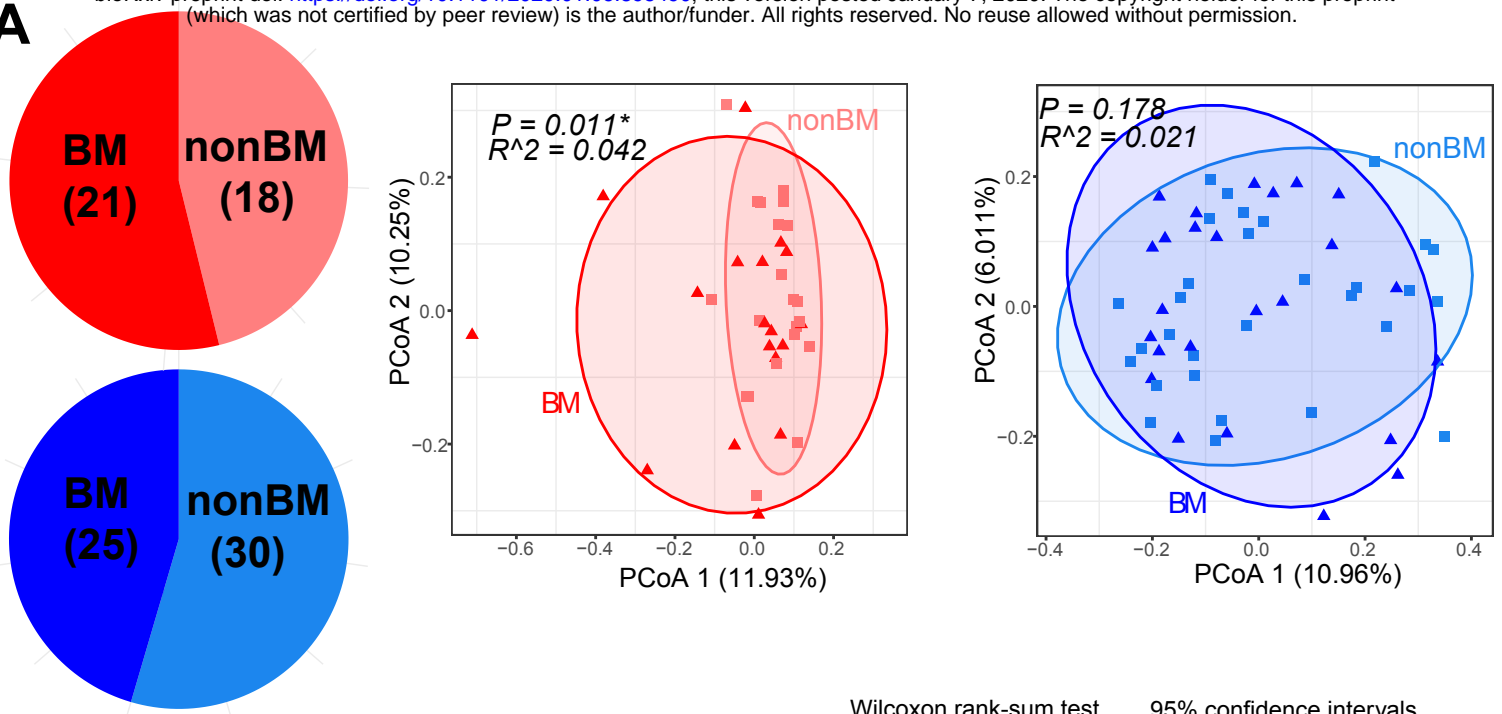 (which was not certified by peer review) is the author/funder. All rights reserved. No reuse allowed without permission.
A
BM
(21)
nonBM
(18)
BM
(25)
nonBM
(30)
P = 0.011*
R^2 = 0.042
nonBM
BM
PCoA 2 (10.25%)
0.2
0.0
−0.2
−0.6
−0.4
−0.2
0.0
0.2
PCoA 1 (11.93%)
P = 0.178
R^2 = 0.021
nonBM
BM
PCoA 2 (6.011%)
0.2
0.0
−0.2
−0.4
−0.2
0.0
0.2
0.4
PCoA 1 (10.96%)
Wilcoxon rank-sum test
95% confidence intervals